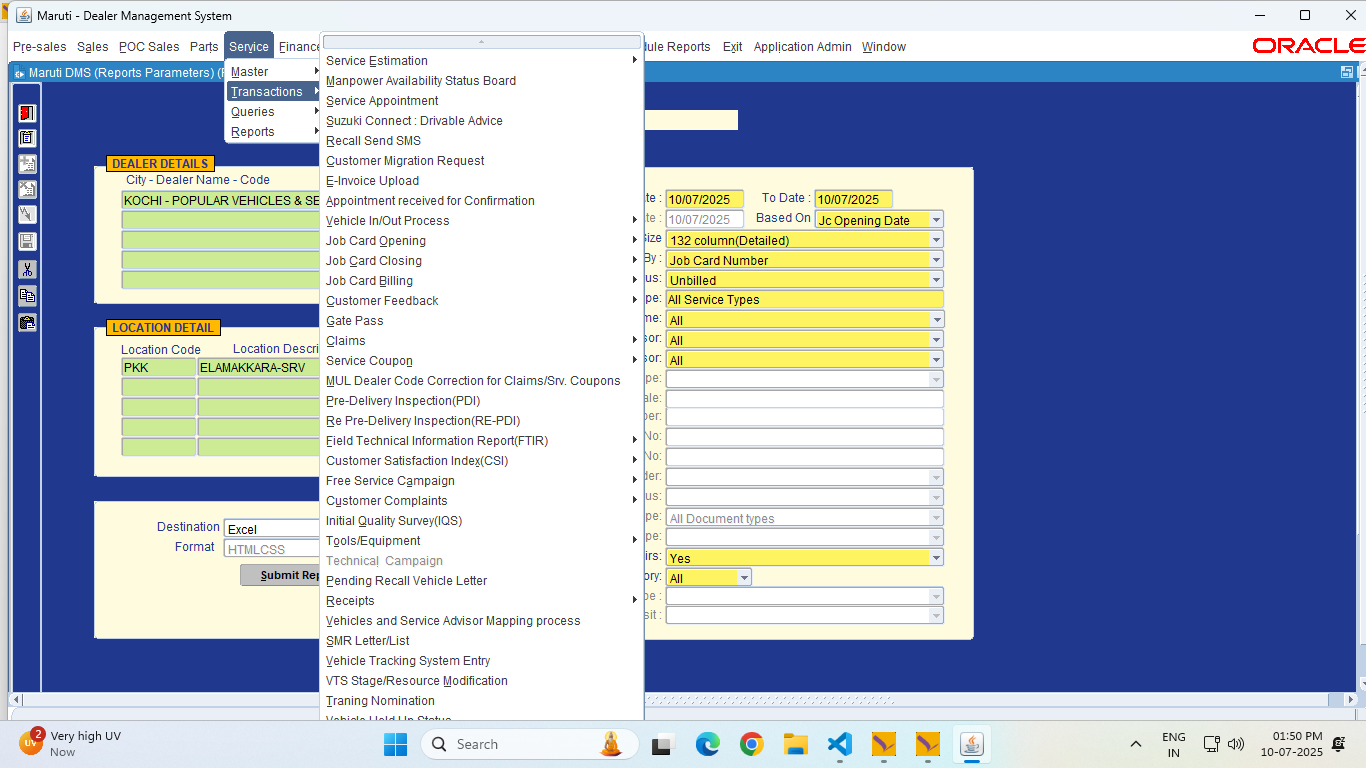 Maruti - Dealer Management System
Pre-sales Sales POC Sales Parts Service Finance Reports Exit Application Admin Window
ORACLE
Maruti DMS (Reports Parameters)
Master
Transactions
Queries
Reports
Service Estimation
Manpower Availability Status Board
Service Appointment
Suzuki Connect : Drivable Advice
Recall Send SMS
Customer Migration Request
E-Invoice Upload
Appointment received for Confirmation
Vehicle In/Out Process
Job Card Opening
Job Card Closing
Job Card Billing
Customer Feedback
Gate Pass
Claims
Service Coupon
MUL Dealer Code Correction for Claims/Srv. Coupons
Pre-Delivery Inspection(PDI)
Re Pre-Delivery Inspection(RE-PDI)
Field Technical Information Report(FTIR)
Customer Satisfaction Index(CSI)
Free Service Campaign
Customer Complaints
Initial Quality Survey(IQS)
Tools/Equipment
Technical Campaign
Pending Recall Vehicle Letter
Receipts
Vehicles and Service Advisor Mapping process
SMR Letter/List
Vehicle Tracking System Entry
VTS Stage/Resource Modification
Traning Nomination
Vehicle Held Up Status
DEALER DETAILS
City - Dealer Name - Code
KOCHI - POPULAR VEHICLES & SE
LOCATION DETAIL
Location Code Location Descri
PKK ELAMAKKARA-SRV
Destination Excel
Format HTMLCSS
Submit Rep
te : 10/07/2025 To Date : 10/07/2025
te : 10/07/2025 Based On Jc Opening Date
Size 132 column(Detailed)
By : Job Card Number
us: Unbilled
pe: All Service Types
me: All
sor: All
sor: All
pe:
ale:
ber:
No:
No:
der:
us:
pe: All Document types
pe:
irs: Yes
ory: All
pe :
sit :
2
UV
Very high UV
Now
Search
ENG
IN
01:50 PM
10-07-2025